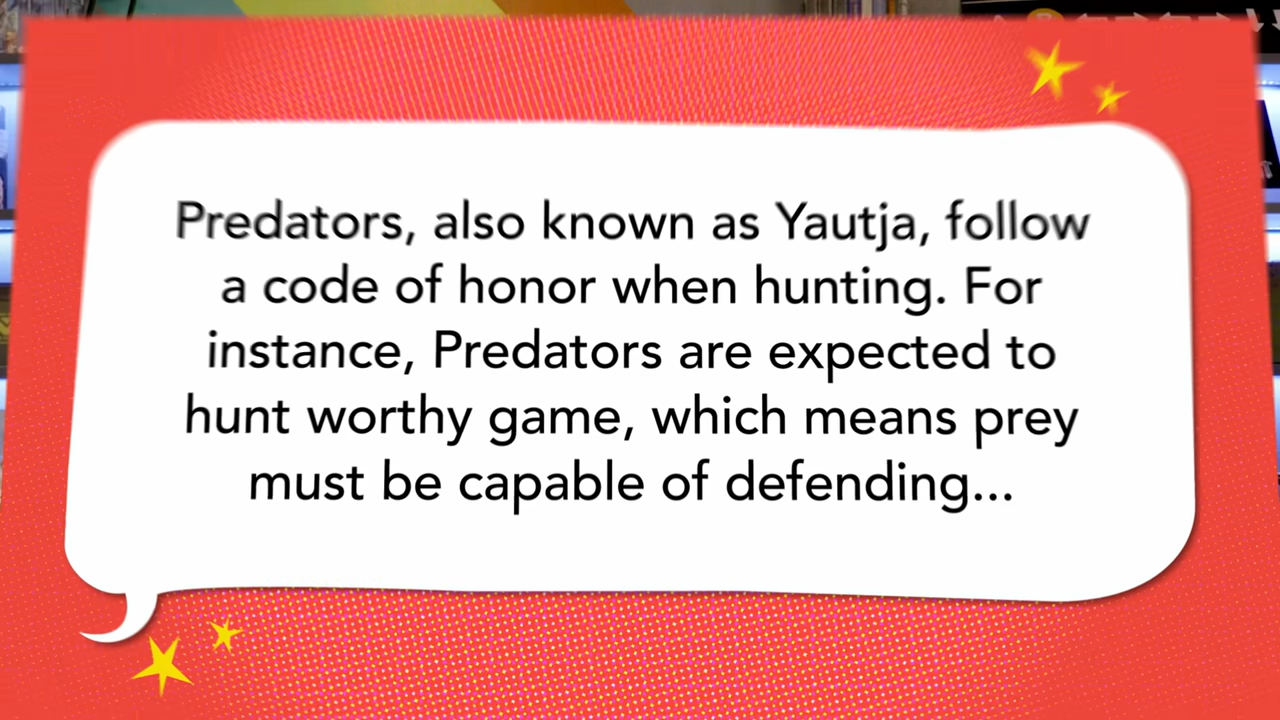 Predators, also known as Yautja, follow
a code of honor when hunting. For
instance, Predators are expected to
hunt worthy game, which means prey
must be capable of defending...